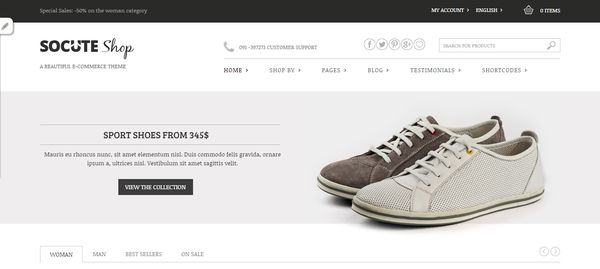 Special Sales: -50% on the woman category
MY ACCOUNT
ENGLISH
0 ITEMS
SOCUTE Shop
A BEAUTIFUL E-COMMERCE THEME
091 -397271 CUSTOMER SUPPORT
SEARCH FOR PRODUCTS
HOME
SHOP BY
PAGES
BLOG
TESTIMONIALS
SHORTCODES
SPORT SHOES FROM 345$
Mauris eu rhoncus nunc, sit amet elementum nisl. Duis commodo felis gravida, ornare
ipsum a, ultrices nisl. Vestibulum sit amet sagittis velit.
VIEW THE COLLECTION
WOMAN
MAN
BEST SELLERS
ON SALE